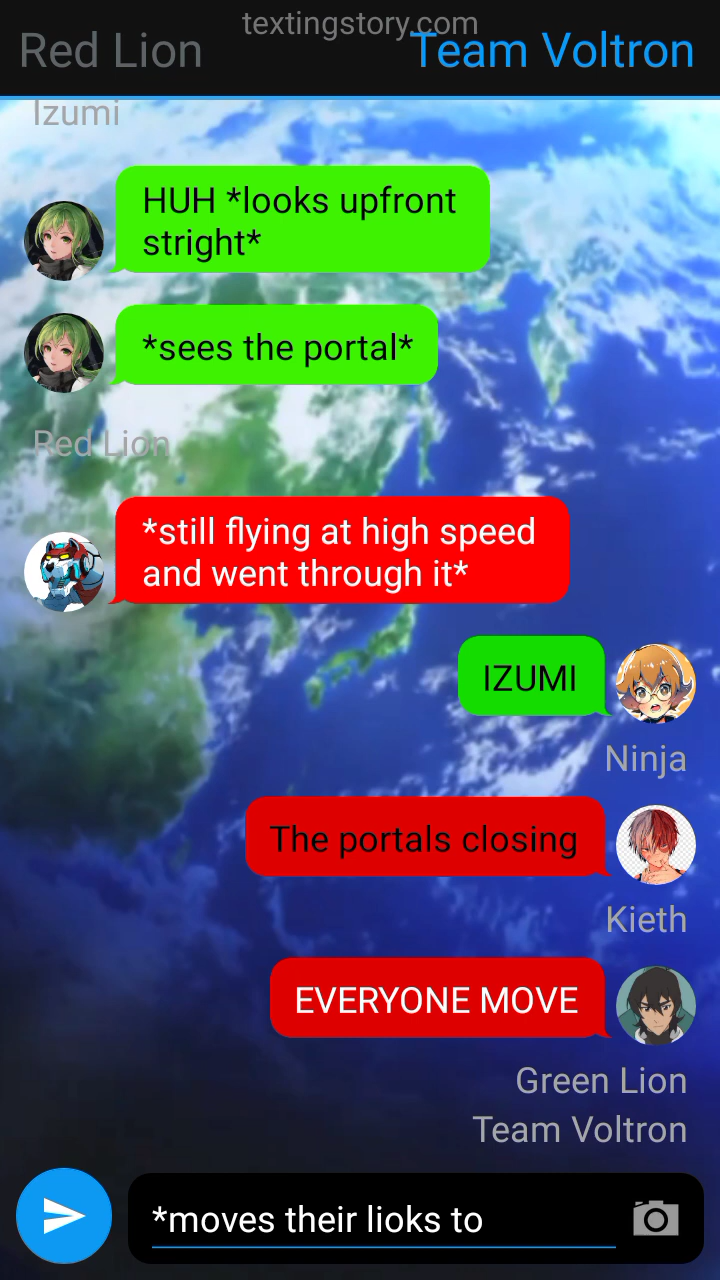 textingstory.com
Red Lion
Team Voltron
Izumi
HUH *looks upfront
stright*
*sees the portal*
Red Lion
*still flying at high speed
and went through it*
IZUMI
Ninja
The portals closing
Kieth
EVERYONE MOVE
Green Lion
Team Voltron
*moves their lioks to